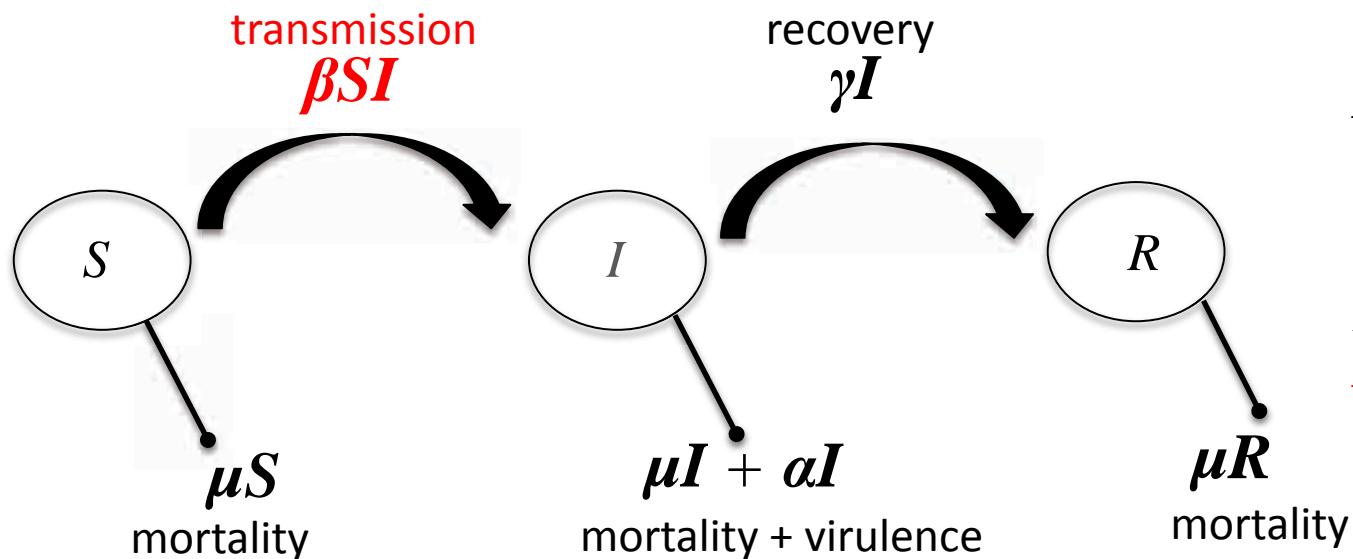 transmission
βSI
recovery
γI
S
I
R
μS
mortality
μI + αI
mortality + virulence
μR
mortality